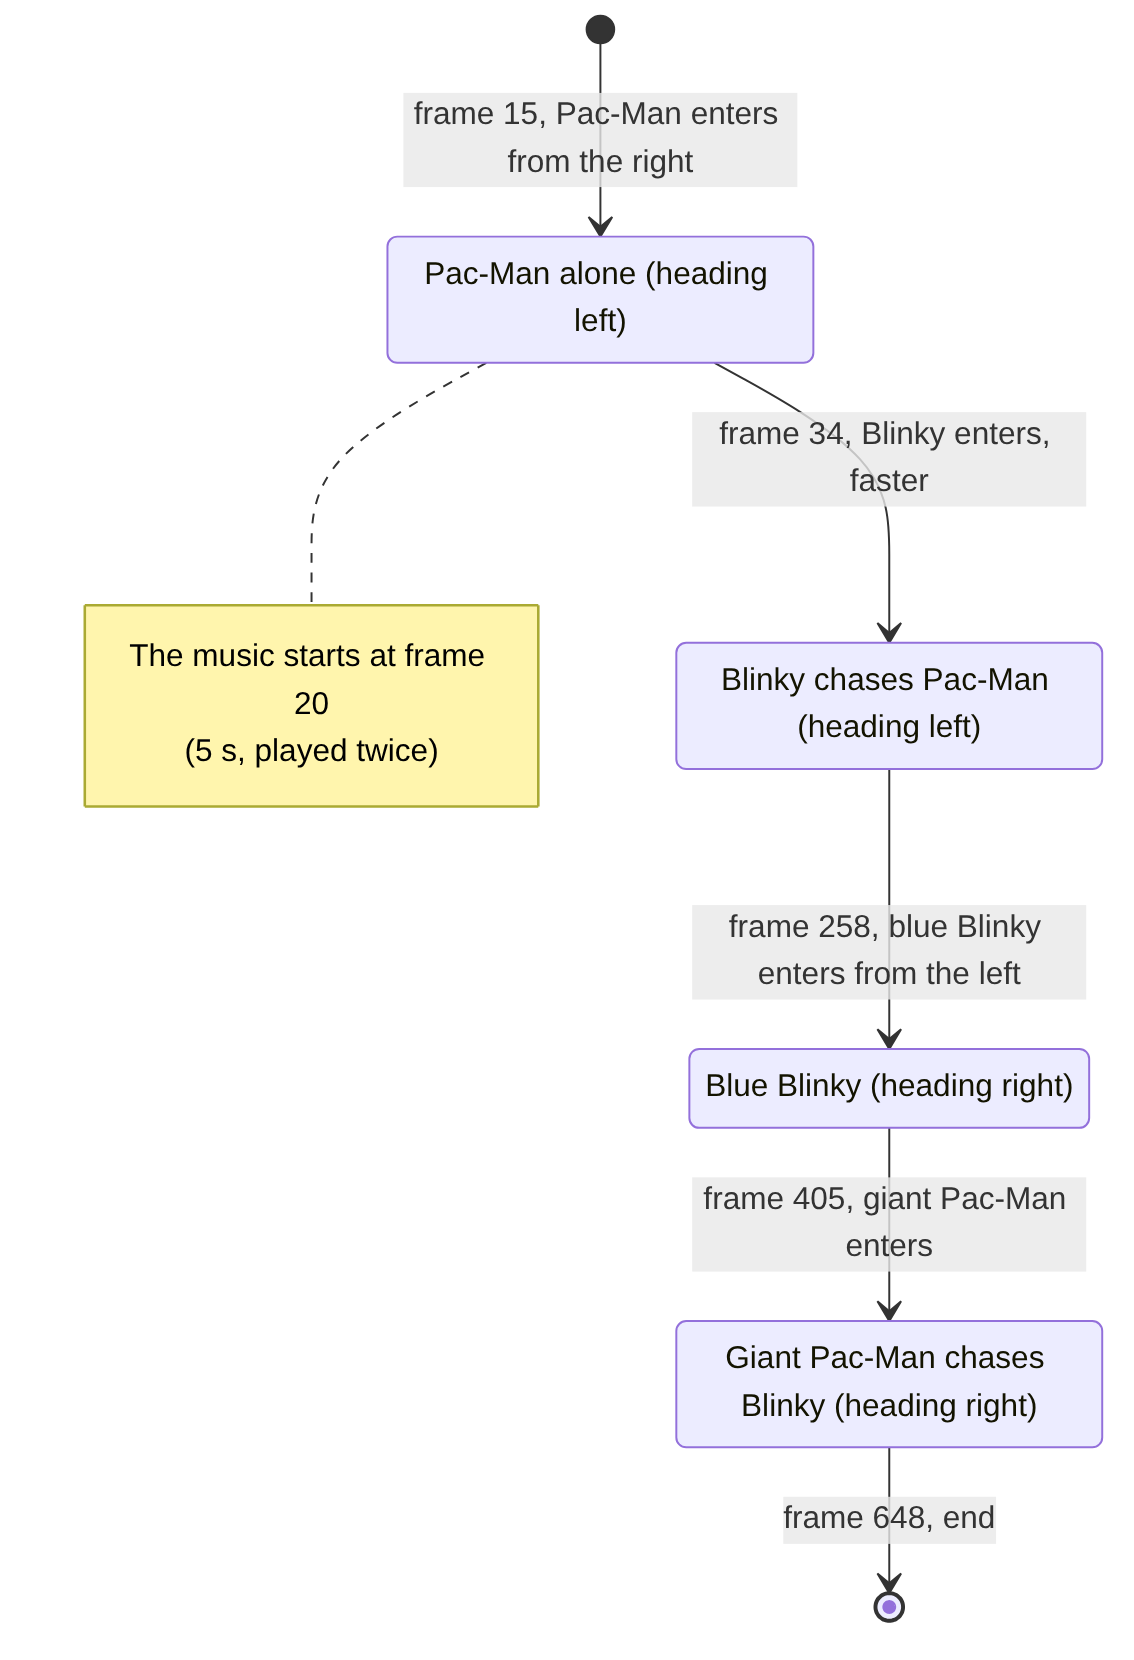 frame 15, Pac-Man enters
from the right
Pac-Man alone (heading
left)
frame 34, Blinky enters,
faster
The music starts at frame
20
(5 s, played twice)
Blinky chases Pac-Man
(heading left)
frame 258, blue Blinky
enters from the left
Blue Blinky (heading right)
frame 405, giant Pac-Man
enters
Giant Pac-Man chases
Blinky (heading right)
frame 648, end